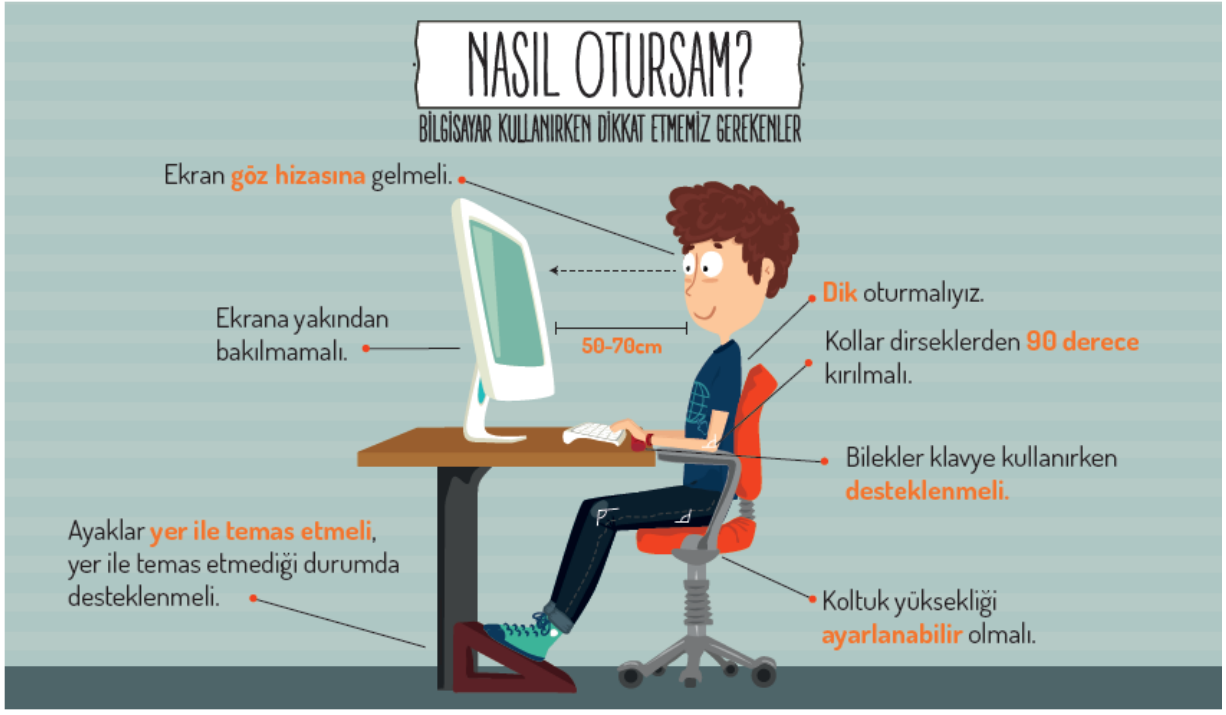 NASIL OTURSAM?
BİLGİSAYAR KULLANIRKEN DİKKAT ETMEMİZ GEREKENLER
Ekran göz hizasına gelmeli.
Ekrana yakından
bakılmamalı.
50-70cm
Dik oturmalıyız.
Kollar dirseklerden 90 derece
kırılmalı.
Bilekler klavye kullanırken
desteklenmeli.
Ayaklar yer ile temas etmeli,
yer ile temas etmediği durumda
desteklenmeli.
Koltuk yüksekliği
ayarlanabilir olmalı.